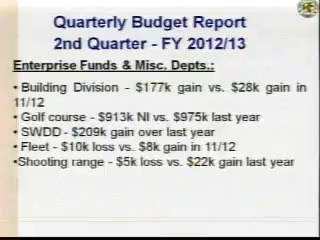 Quarterly Budget Report
2nd Quarter - FY 2012/13
Enterprise Funds & Misc. Depts.:
• Building Division - $177k gain vs. $28k gain in
11/12
• Golf course - $913k NI vs. $975k last year
• SWDD - $209k gain over last year
• Fleet - $10k loss vs. $8k gain in 11/12
•Shooting range - $5k loss vs. $22k gain last year